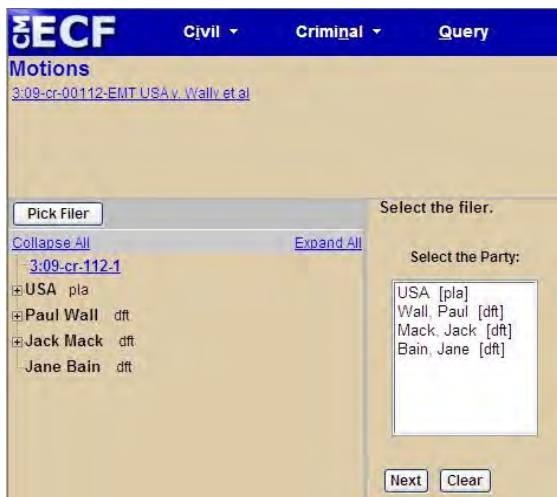 CM ECF Civil Criminal Query
Motions
3:09-cr-00112-EMT USA v. Wally et al
Pick Filer
Collapse All Expand All
3:09-cr-112-1
USA pla
Paul Wall dft
Jack Mack dft
Jane Bain dft
Select the filer.
Select the Party:
USA [pla]
Wall, Paul [dft]
Mack, Jack [dft]
Bain, Jane [dft]
Next Clear